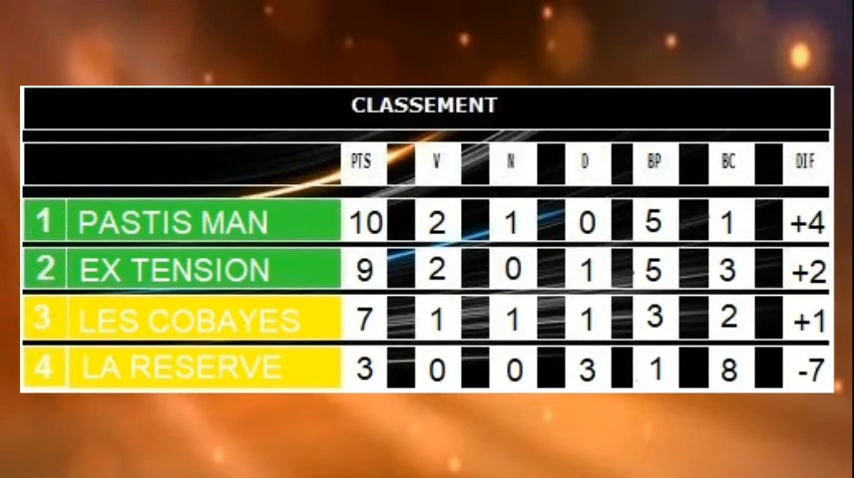 CLASSEMENT
PTS V N D BP BC DIF
1 PASTIS MAN 10 2 1 0 5 1 +4
2 EX TENSION 9 2 0 1 5 3 +2
3 LES COBAYES 7 1 1 1 3 2 +1
4 LA RESERVE 3 0 0 3 1 8 -7